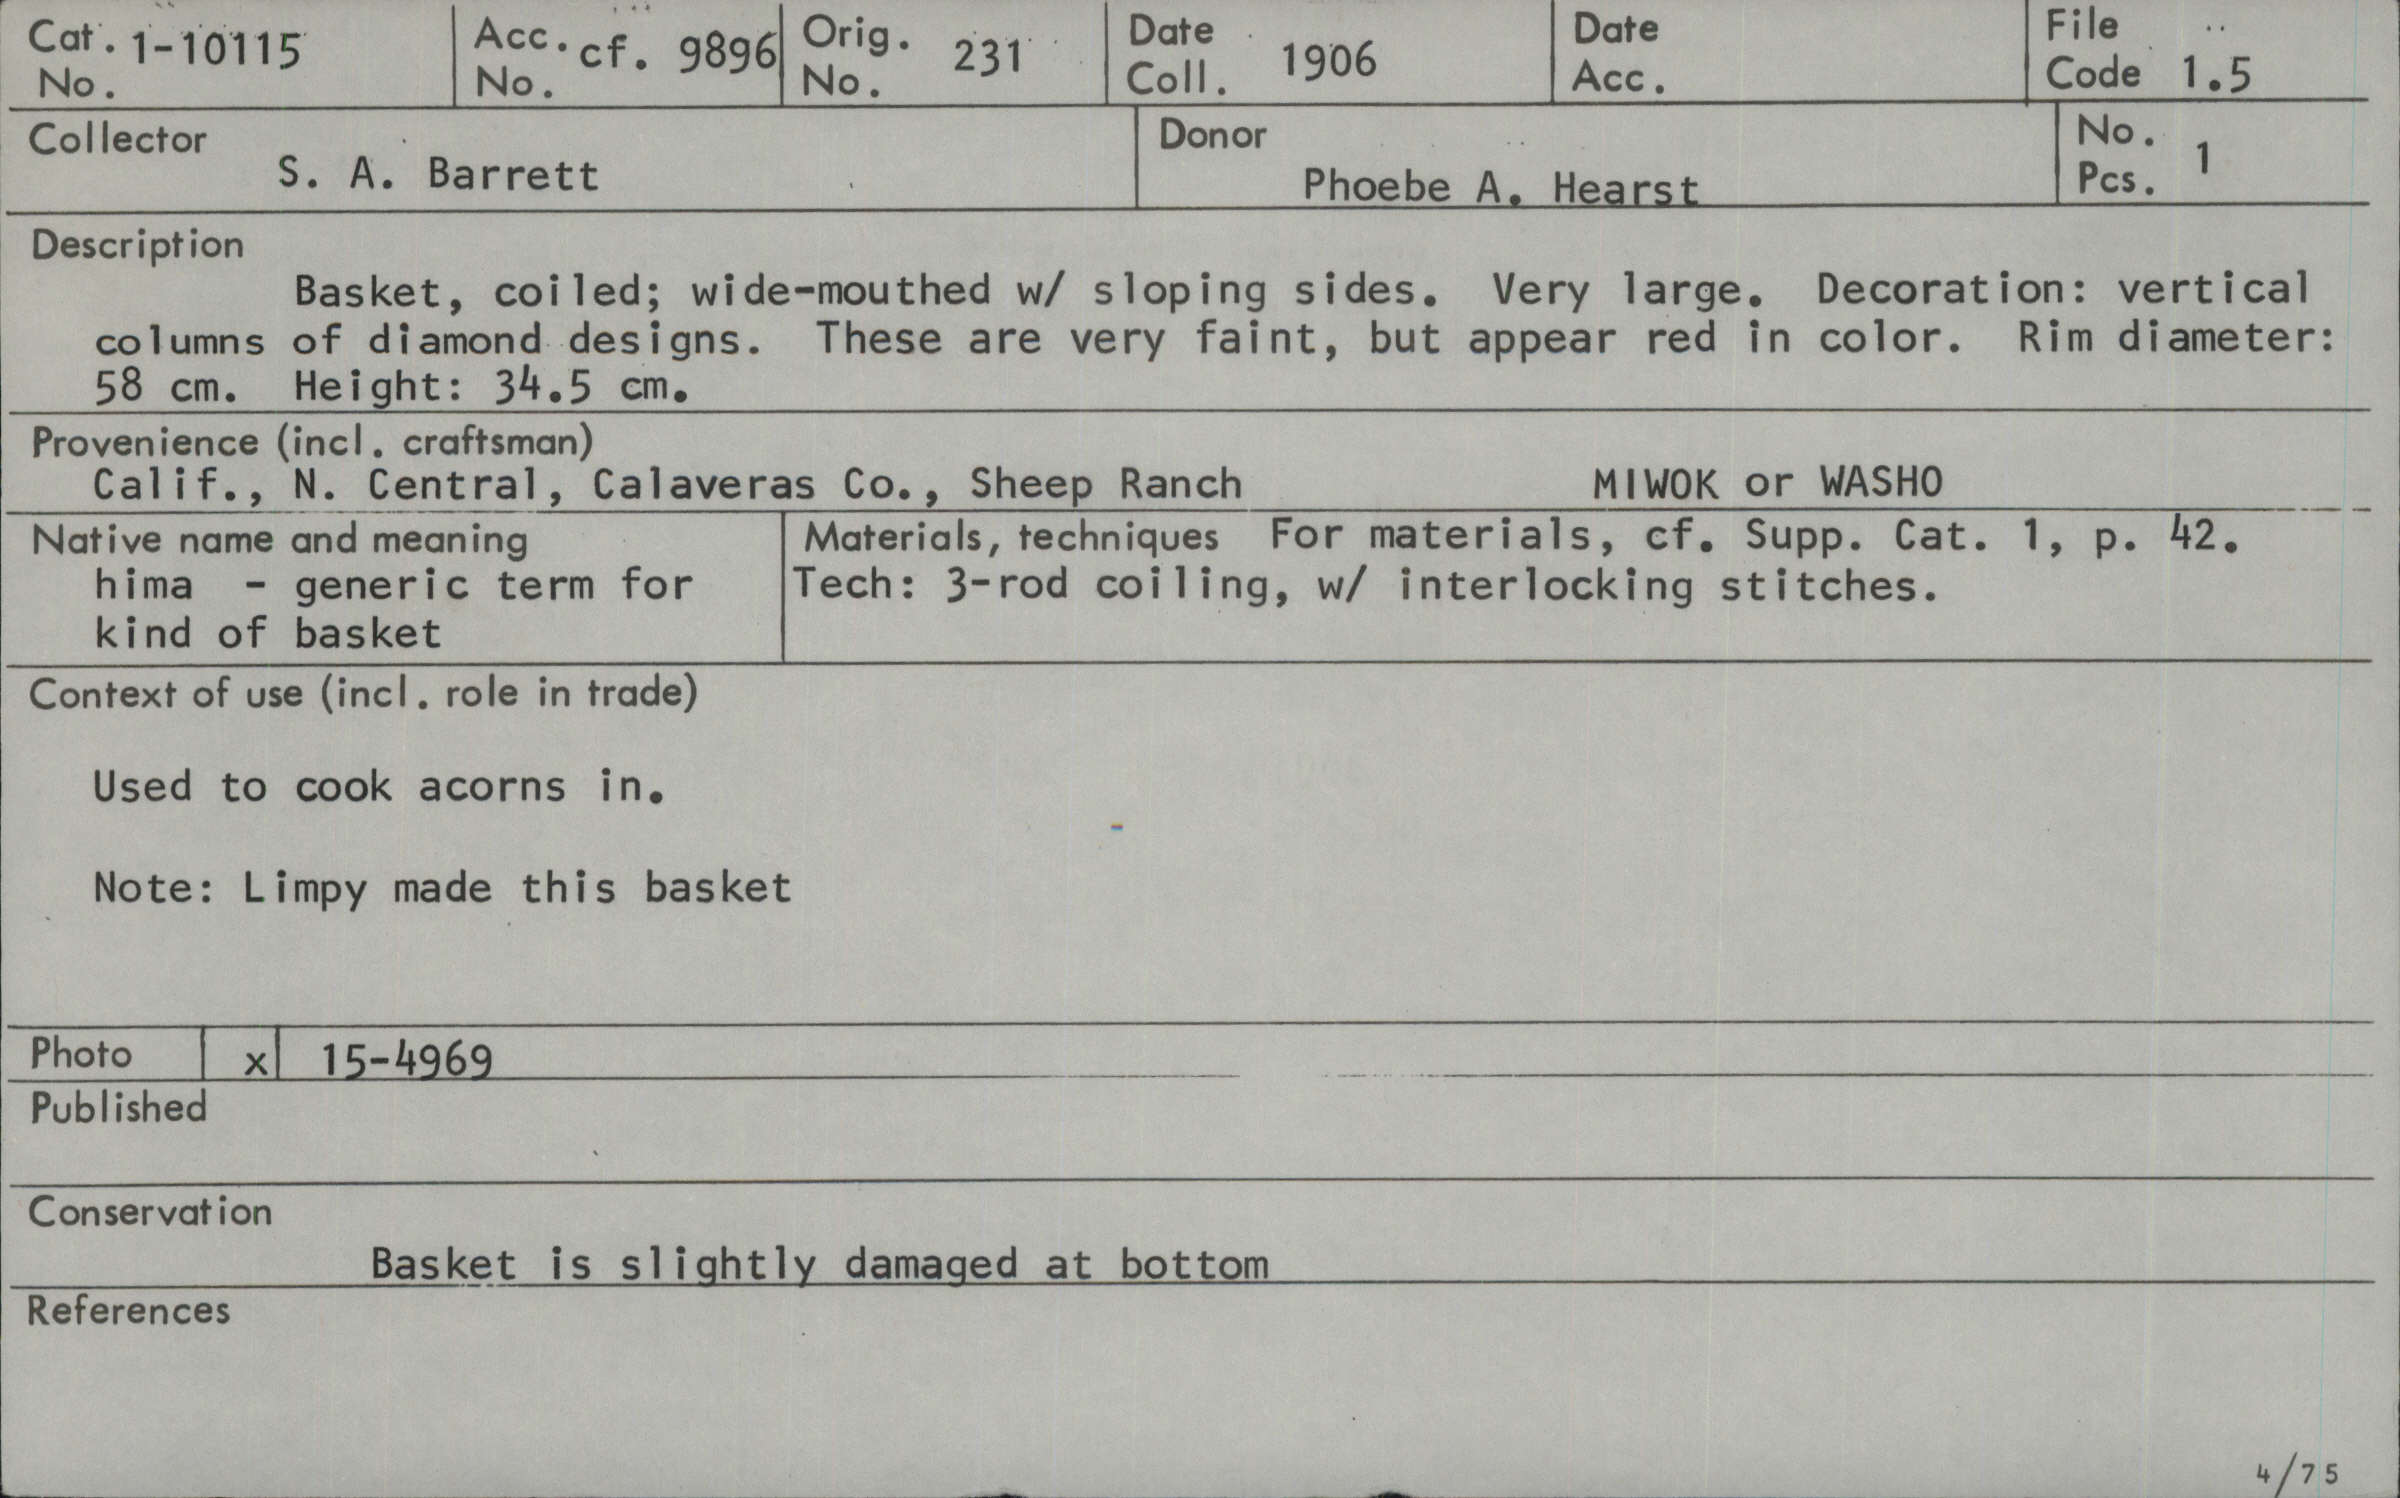 Cat. No. 1-10115 Acc. No. cf. 9896 Orig. No. 231 Date Coll. 1906 Date Acc. File Code 1.5
Collector S. A. Barrett Donor Phoebe A. Hearst No. Pcs. 1
Description
Basket, coiled; wide-mouthed w/ sloping sides. Very large. Decoration: vertical
columns of diamond designs. These are very faint, but appear red in color. Rim diameter:
58 cm. Height: 34.5 cm.
Provenience (incl. craftsman)
Calif., N. Central, Calaveras Co., Sheep Ranch MIWOK or WASHO
Native name and meaning
hima - generic term for
kind of basket
Materials, techniques For materials, cf. Supp. Cat. 1, p. 42.
Tech: 3-rod coiling, w/ interlocking stitches.
Context of use (incl. role in trade)
Used to cook acorns in.
Note: Limpy made this basket
Photo x 15-4969
Published
Conservation
Basket is slightly damaged at bottom
References
4/75